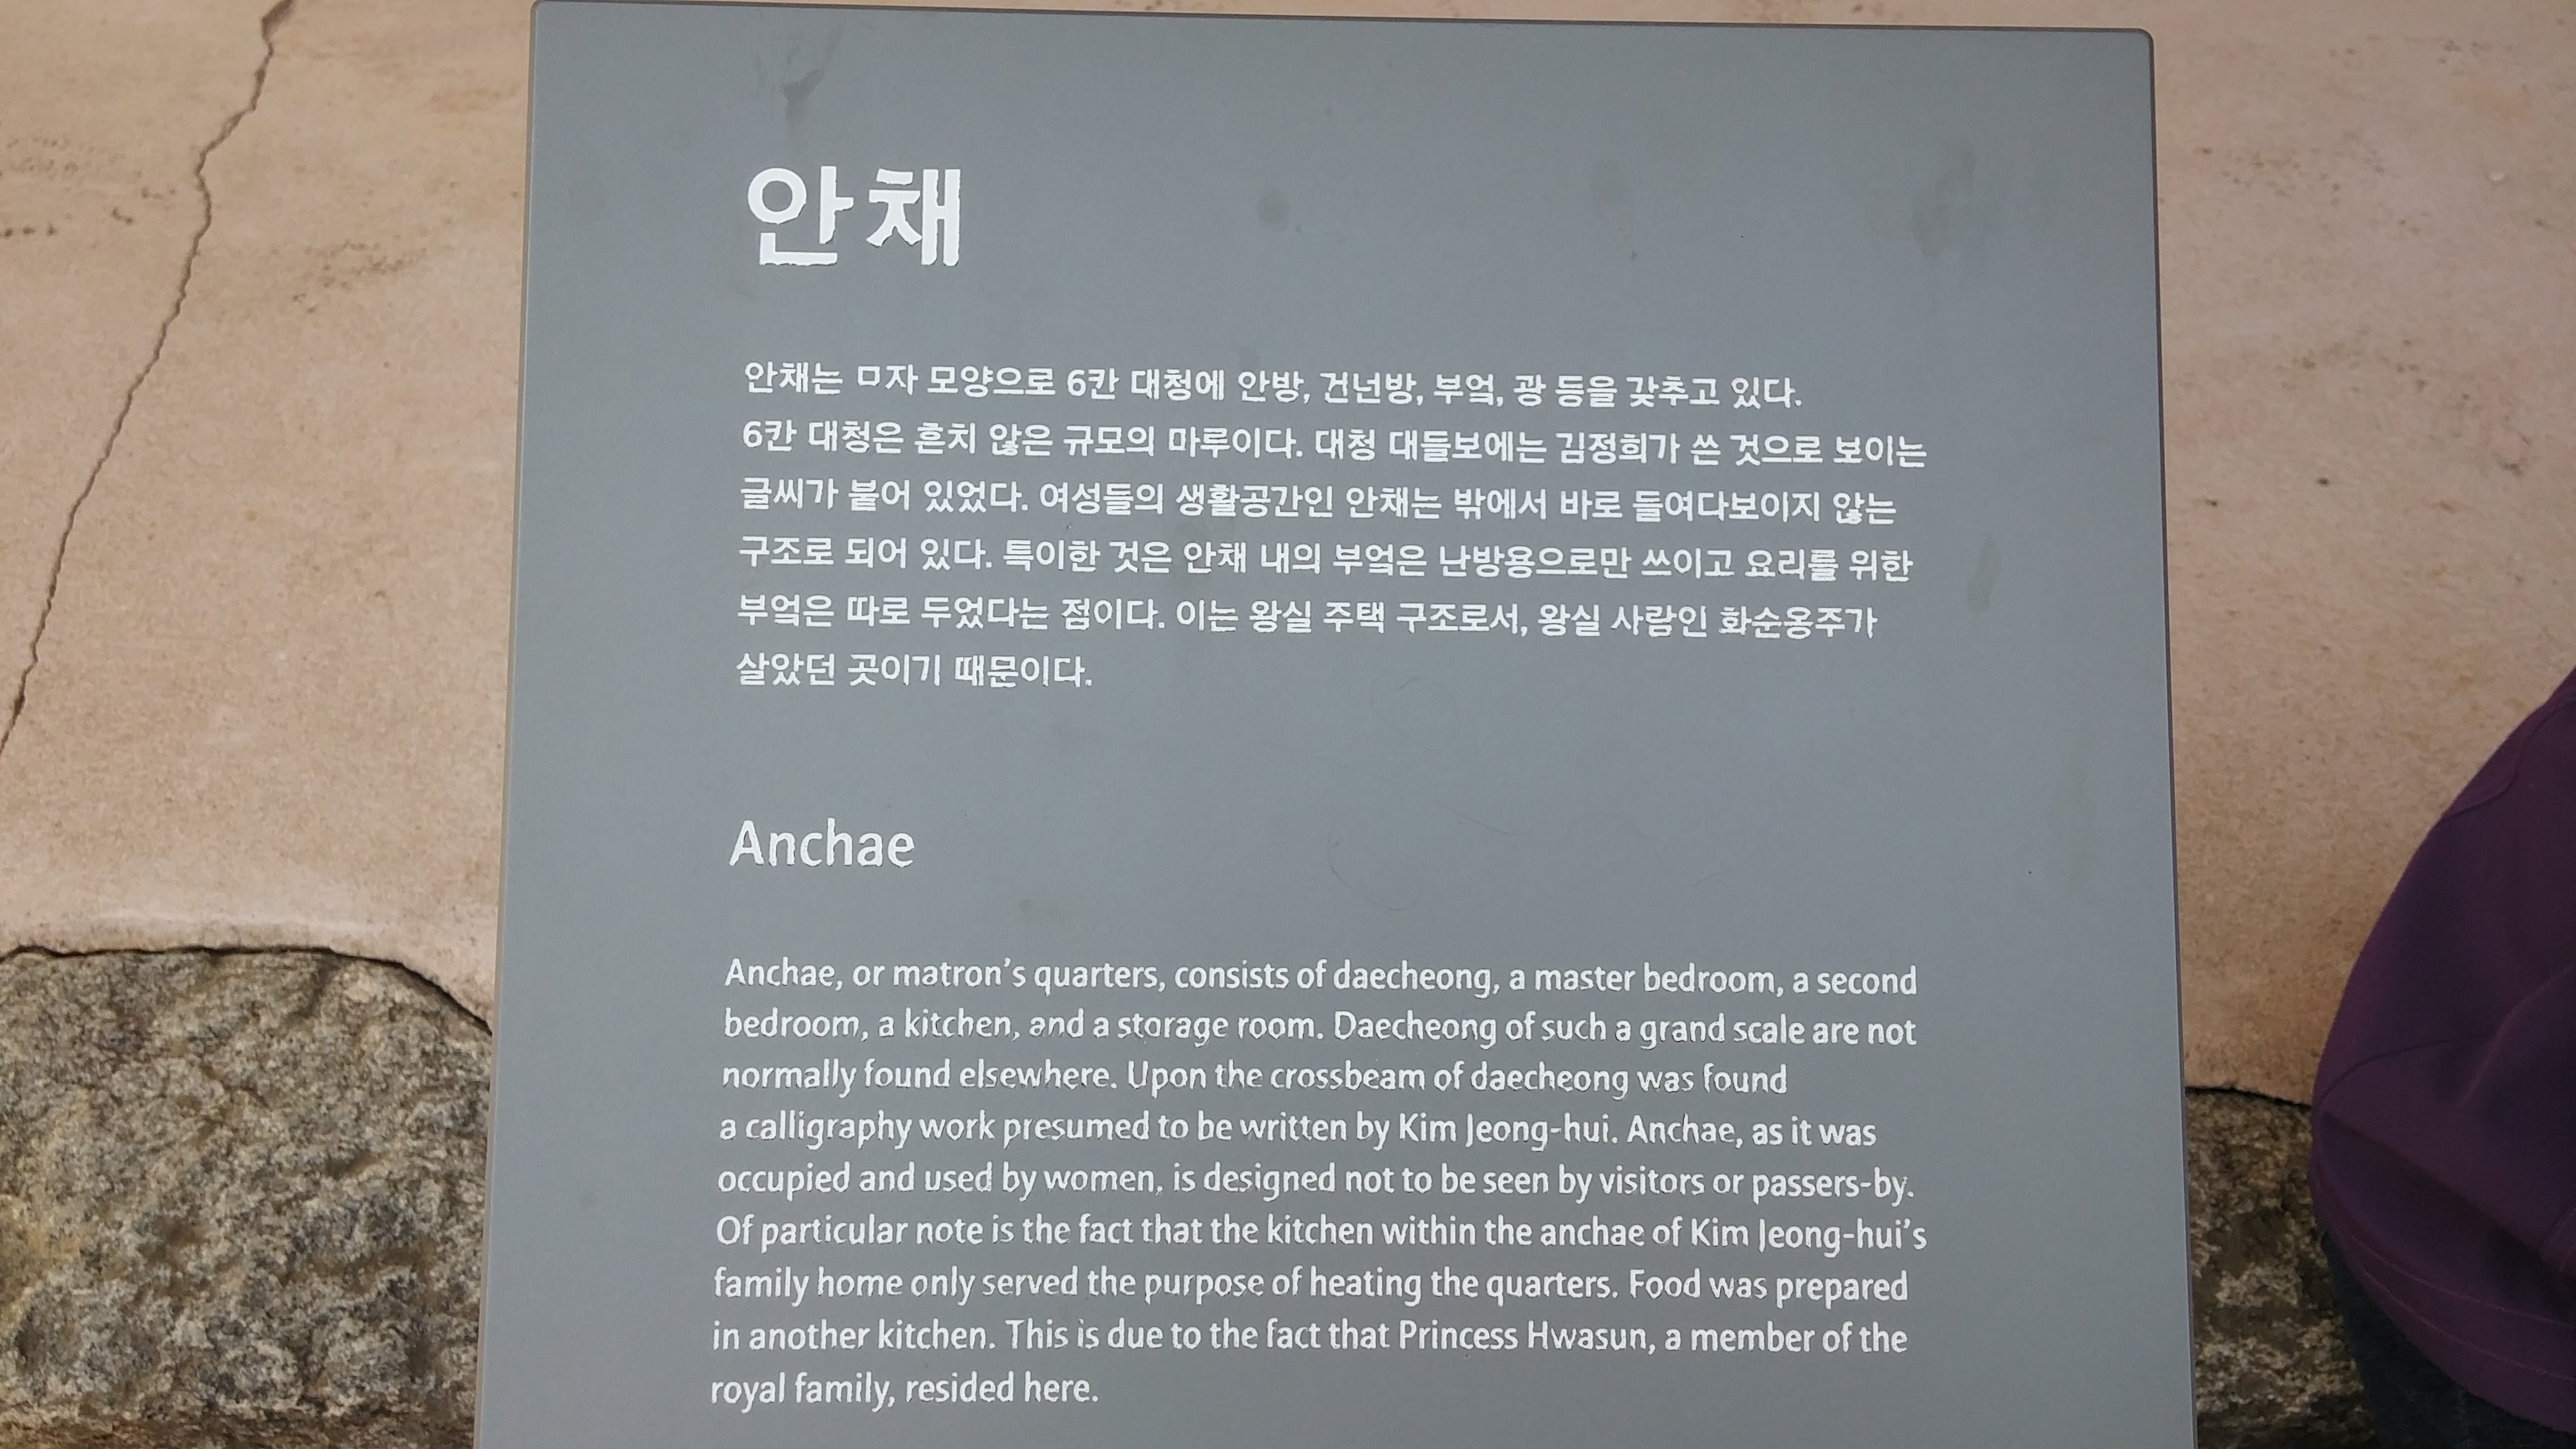 안채
안채는 ㅁ자 모양으로 6칸 대청에 안방, 건넌방, 부엌, 광 등을 갖추고 있다.
6칸 대청은 흔치 않은 규모의 마루이다. 대청 대들보에는 김정희가 쓴 것으로 보이는
글씨가 붙어 있었다. 여성들의 생활공간인 안채는 밖에서 바로 들여다보이지 않는
구조로 되어 있다. 특이한 것은 안채 내의 부엌은 난방용으로만 쓰이고 요리를 위한
부엌은 따로 두었다는 점이다. 이는 왕실 주택 구조로서, 왕실 사람인 화순옹주가
살았던 곳이기 때문이다.
Anchae
Anchae, or matron's quarters, consists of daecheong, a master bedroom, a second
bedroom, a kitchen, and a storage room. Daecheong of such a grand scale are not
normally found elsewhere. Upon the crossbeam of daecheong was found
a calligraphy work presumed to be written by Kim Jeong-hui. Anchae, as it was
occupied and used by women, is designed not to be seen by visitors or passers-by.
Of particular note is the fact that the kitchen within the anchae of Kim Jeong-hui's
family home only served the purpose of heating the quarters. Food was prepared
in another kitchen. This is due to the fact that Princess Hwasun, a member of the
royal family, resided here.